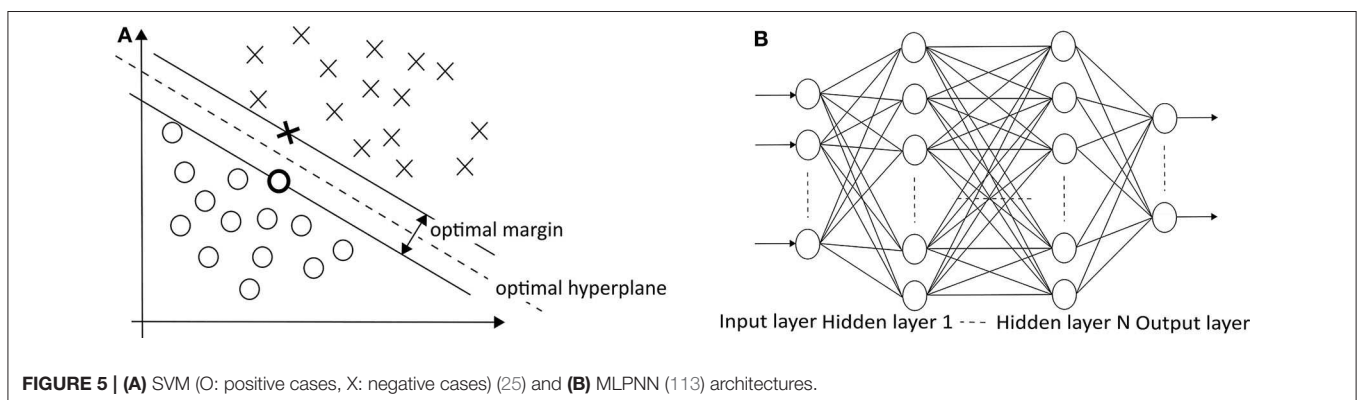 A
optimal margin
optimal hyperplane
B
Input layer Hidden layer 1 --- Hidden layer N Output layer
FIGURE 5 | (A) SVM (O: positive cases, X: negative cases) (25) and (B) MLPNN (113) architectures.